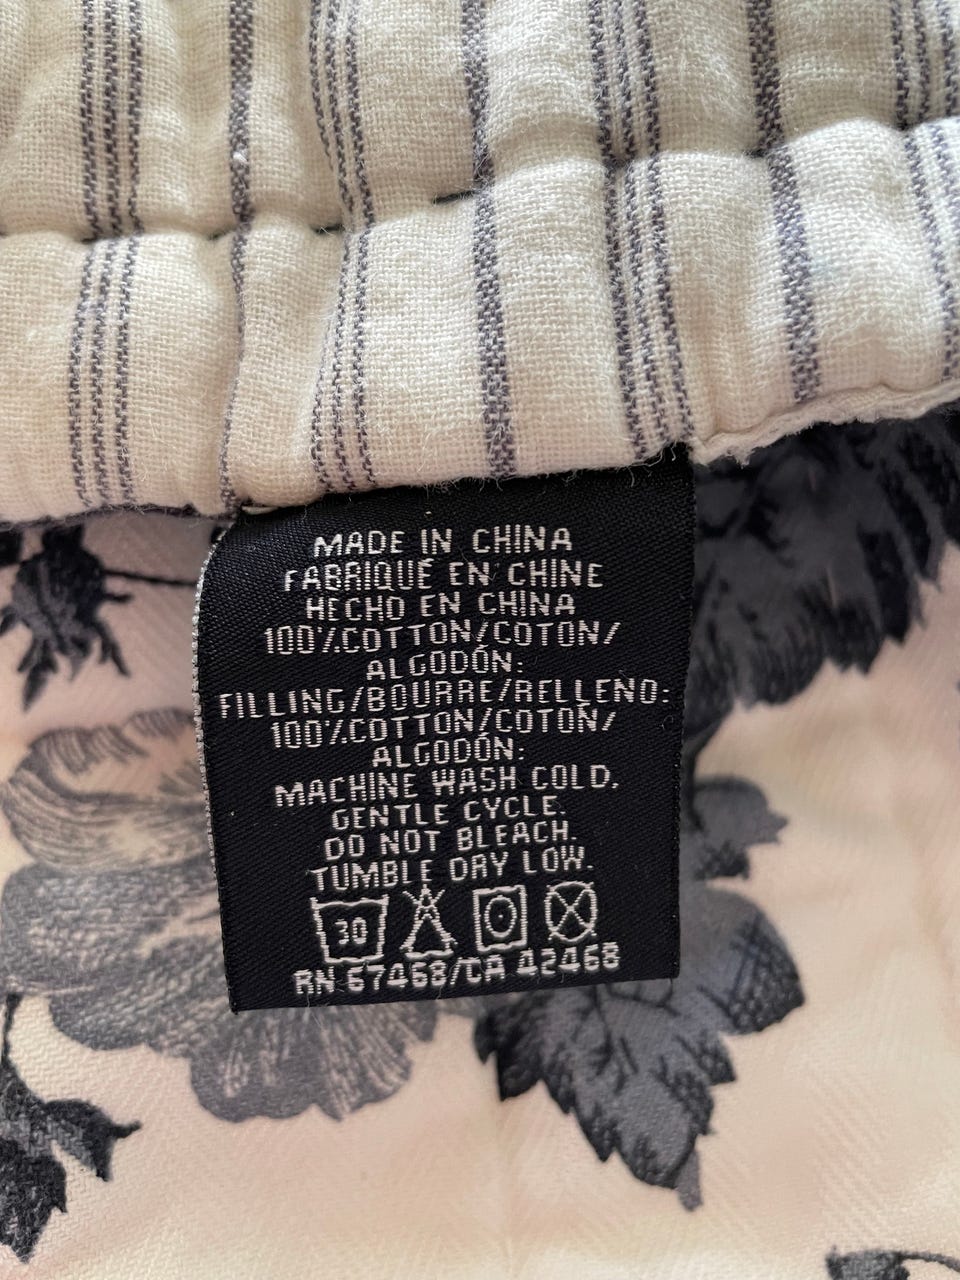 MADE IN CHINA
FABRIQUÉ EN CHINE
HECHO EN CHINA
100%COTTON/COTON/
ALGODÓN:
FILLING/BOURRE/RELLENO:
100%COTTON/COTON/
ALGODÓN:
MACHINE WASH COLD.
GENTLE CYCLE.
DO NOT BLEACH.
TUMBLE DRY LOW.
30
RN 67468/CA 42468